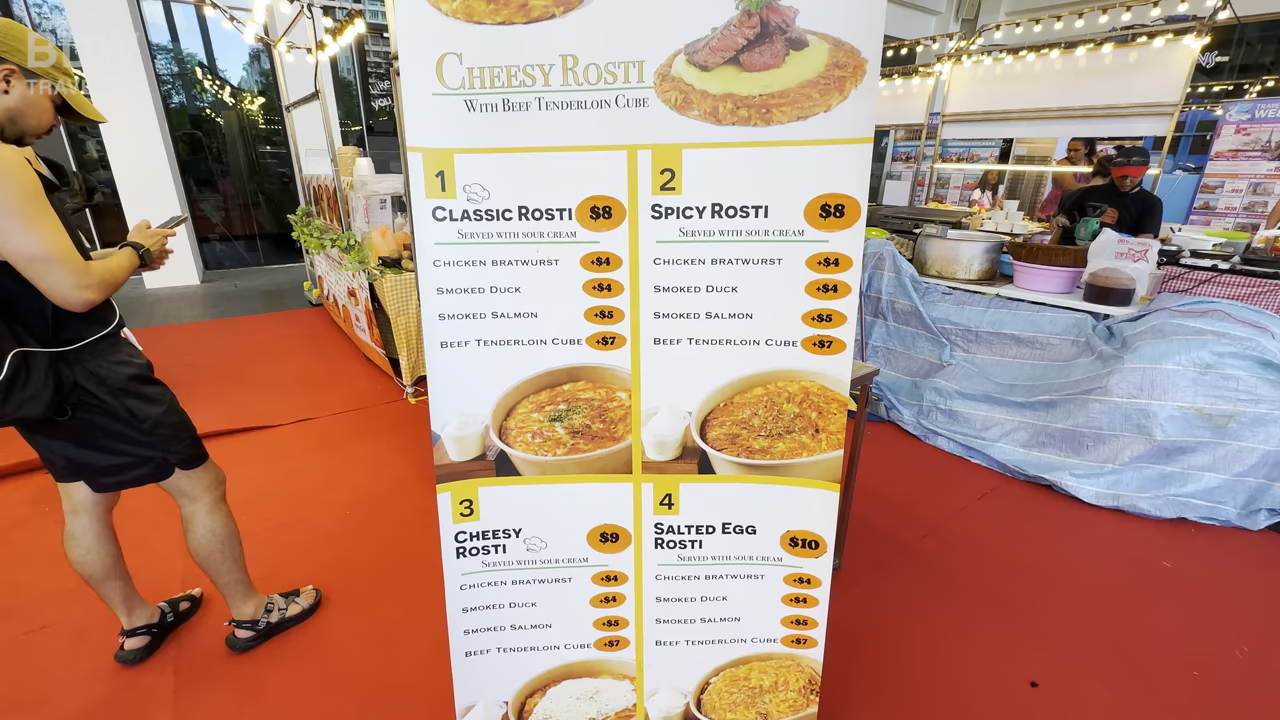 CHEESY ROSTI
WITH BEEF TENDERLOIN CUBE
1
CLASSIC ROSTI $8
SERVED WITH SOUR CREAM
CHICKEN BRATWURST +$4
SMOKED DUCK +$4
SMOKED SALMON +$5
BEEF TENDERLOIN CUBE +$7
2
SPICY ROSTI $8
SERVED WITH SOUR CREAM
CHICKEN BRATWURST +$4
SMOKED DUCK +$4
SMOKED SALMON +$5
BEEF TENDERLOIN CUBE +$7
3
CHEESY
ROSTI $9
SERVED WITH SOUR CREAM
CHICKEN BRATWURST +$4
SMOKED DUCK +$4
SMOKED SALMON +$5
BEEF TENDERLOIN CUBE +$7
4
SALTED EGG
ROSTI $10
SERVED WITH SOUR CREAM
CHICKEN BRATWURST +$4
SMOKED DUCK +$4
SMOKED SALMON +$5
BEEF TENDERLOIN CUBE +$7